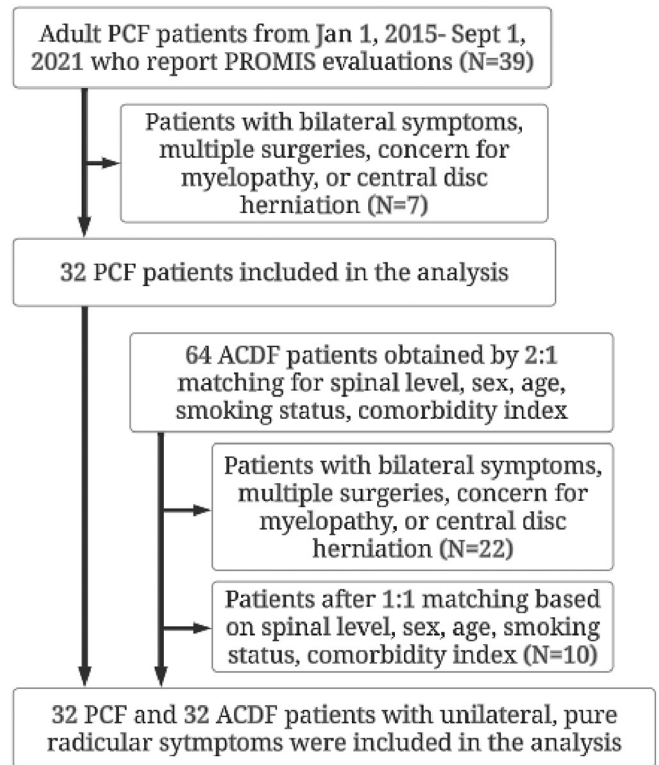 Adult PCF patients from Jan 1, 2015- Sept 1,
2021 who report PROMIS evaluations (N=39)
Patients with bilateral symptoms,
multiple surgeries, concern for
myelopathy, or central disc
herniation (N=7)
32 PCF patients included in the analysis
64 ACDF patients obtained by 2:1
matching for spinal level, sex, age,
smoking status, comorbidity index
Patients with bilateral symptoms,
multiple surgeries, concern for
myelopathy, or central disc
herniation (N=22)
Patients after 1:1 matching based
on spinal level, sex, age, smoking
status, comorbidity index (N=10)
32 PCF and 32 ACDF patients with unilateral, pure
radicular sytmptoms were included in the analysis